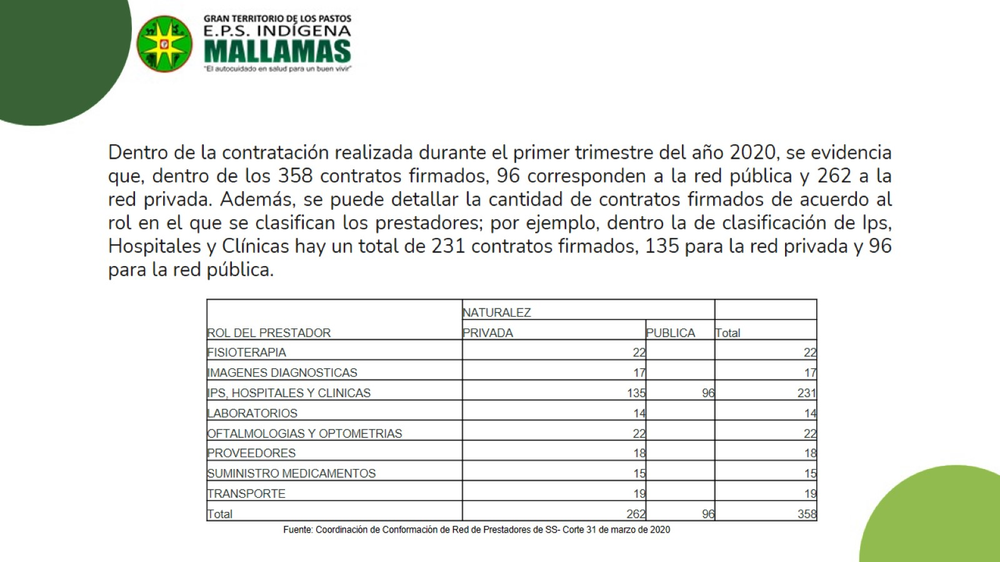 GRAN TERRITORIO DE LOS PASTOS
E.P.S. INDÍGENA
MALLAMAS
"El autocuidado en salud para un buen vivir"
Dentro de la contratación realizada durante el primer trimestre del año 2020, se evidencia
que, dentro de los 358 contratos firmados, 96 corresponden a la red pública y 262 a la
red privada. Además, se puede detallar la cantidad de contratos firmados de acuerdo al
rol en el que se clasifican los prestadores; por ejemplo, dentro la de clasificación de Ips,
Hospitales y Clínicas hay un total de 231 contratos firmados, 135 para la red privada y 96
para la red pública.
NATURALEZ
ROL DEL PRESTADOR PRIVADA PUBLICA Total
FISIOTERAPIA 22 22
IMAGENES DIAGNOSTICAS 17 17
IPS, HOSPITALES Y CLINICAS 135 96 231
LABORATORIOS 14 14
OFTALMOLOGIAS Y OPTOMETRIAS 22 22
PROVEEDORES 18 18
SUMINISTRO MEDICAMENTOS 15 15
TRANSPORTE 19 19
Total 262 96 358
Fuente: Coordinación de Conformación de Red de Prestadores de SS- Corte 31 de marzo de 2020